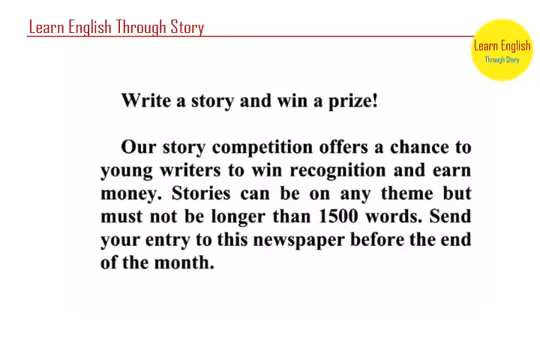 Learn English Through Story
Learn English
Through Story
Write a story and win a prize!
Our story competition offers a chance to
young writers to win recognition and earn
money. Stories can be on any theme but
must not be longer than 1500 words. Send
your entry to this newspaper before the end
of the month.